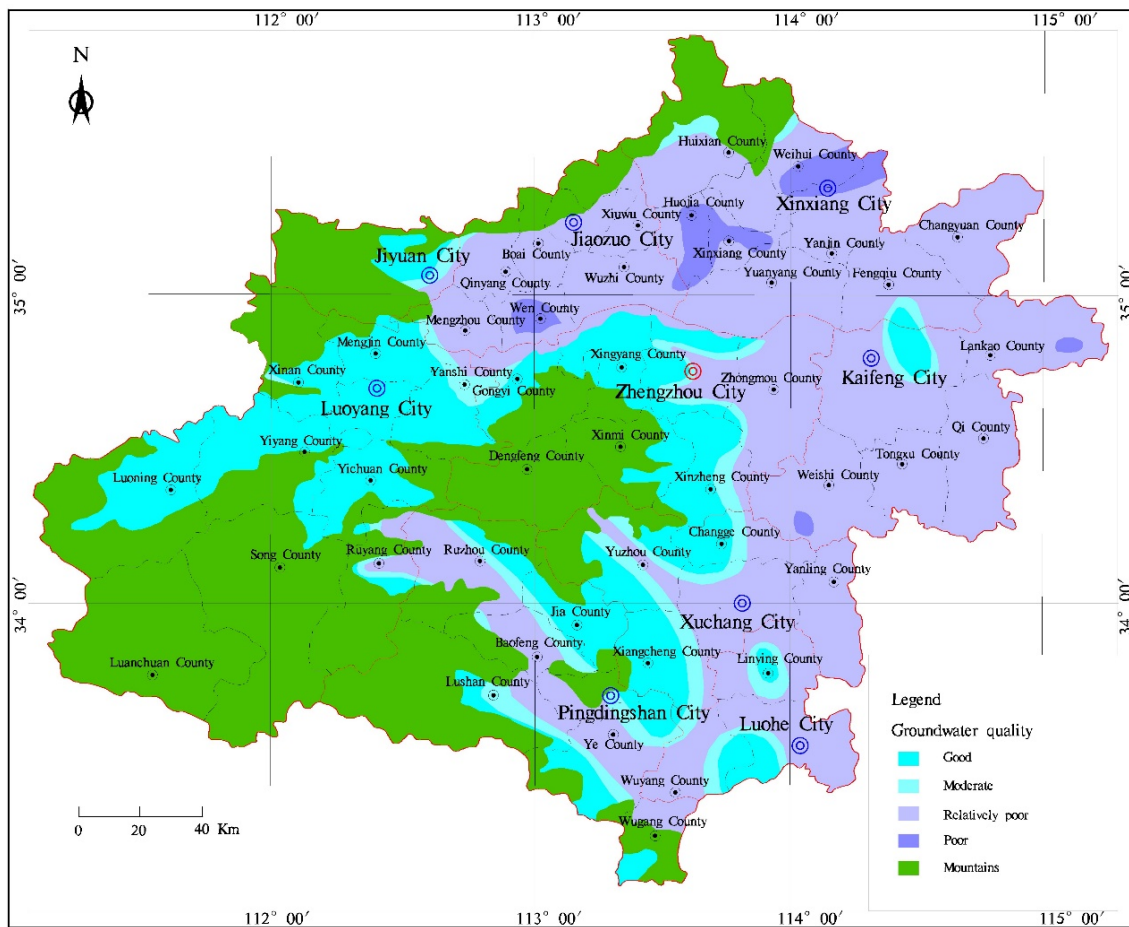 112° 00′
113° 00′
114° 00′
115° 00′
N
Huixian County
Weihui County
Xinxiang City
Huojia County
Xiuwu County
Changyuan County
Jiaozuo City
Jiyuan City
Boai County
Xinxiang County
Yanjin County
Qinyang County
Wuzhi County
Yuanyang County
Fengqiu County
35° 00′
35° 00′
Wen County
Mengzhou County
Mengjin County
Lankao County
Xingyang County
Xinan County
Yanshi County
Gongyi County
Zhengzhou City
Zhongmou County
Kaifeng City
Luoyang City
Qi County
Yiyang County
Xinmi County
Dengfeng County
Tongxu County
Luoning County
Yichuan County
Xinzheng County
Weishi County
Changge County
Song County
Ruyang County
Ruzhou County
Yuzhou County
Yanling County
34° 00′
34° 00′
Jia County
Xuchang City
Baofeng County
Xiangcheng County
Linying County
Luanchuan County
Lushan County
Pingdingshan City
Luohe City
Ye County
Wuyang County
Wugang County
0 20 40 Km
Legend
Groundwater quality
Good
Moderate
Relatively poor
Poor
Mountains
112° 00′
113° 00′
114° 00′
115° 00′